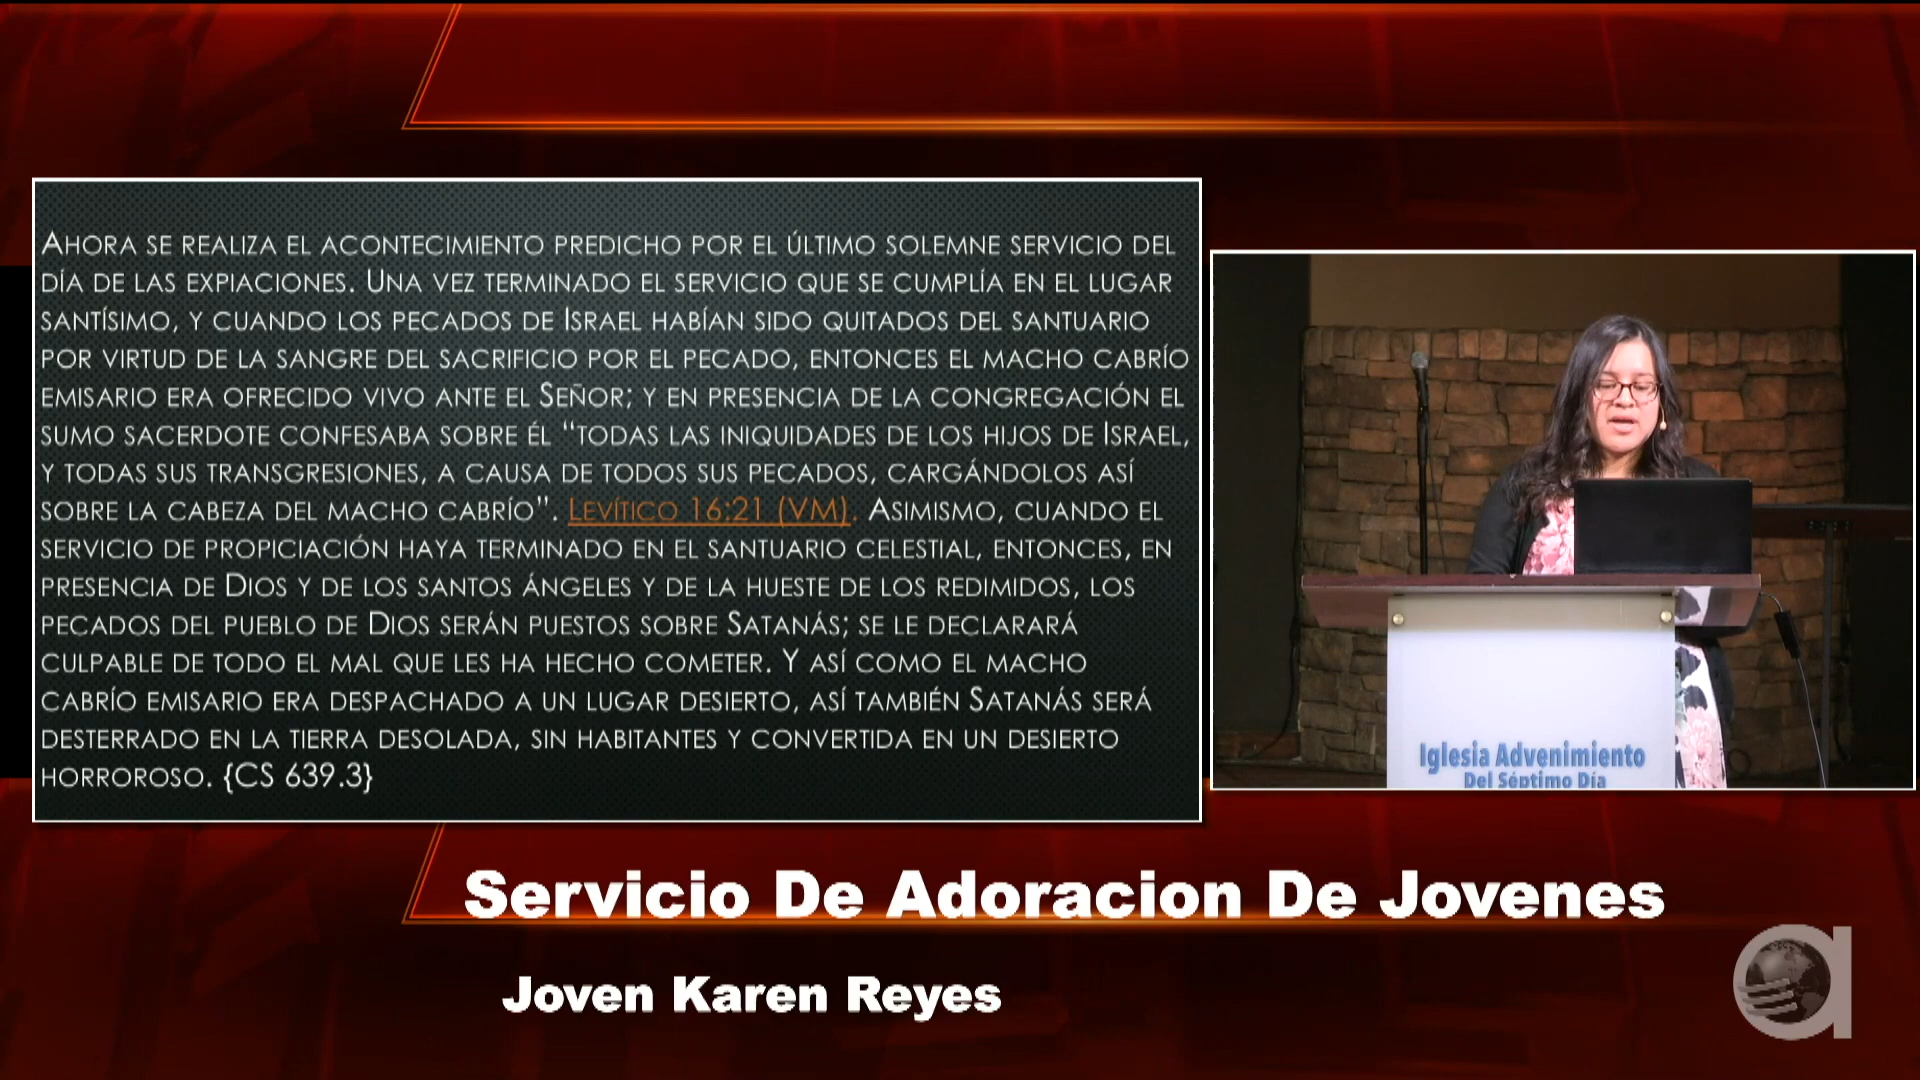 Ahora se realiza el acontecimiento predicho por el último solemne servicio del
día de las expiaciones. Una vez terminado el servicio que se cumplía en el lugar
santísimo, y cuando los pecados de Israel habían sido quitados del santuario
por virtud de la sangre del sacrificio por el pecado, entonces el macho cabrío
emisario era ofrecido vivo ante el Señor; y en presencia de la congregación el
sumo sacerdote confesaba sobre él “todas las iniquidades de los hijos de Israel,
y todas sus transgresiones, a causa de todos sus pecados, cargándolos así
sobre la cabeza del macho cabrío”. Levítico 16:21 (VM). Asimismo, cuando el
servicio de propiciación haya terminado en el santuario celestial, entonces, en
presencia de Dios y de los santos ángeles y de la hueste de los redimidos, los
pecados del pueblo de Dios serán puestos sobre Satanás; se le declarará
culpable de todo el mal que les ha hecho cometer. Y así como el macho
cabrío emisario era despachado a un lugar desierto, así también Satanás será
desterrado en la tierra desolada, sin habitantes y convertida en un desierto
horroroso. {CS 639.3}
Iglesia Advenimiento
Del Séptimo Día
Servicio De Adoracion De Jovenes
Joven Karen Reyes